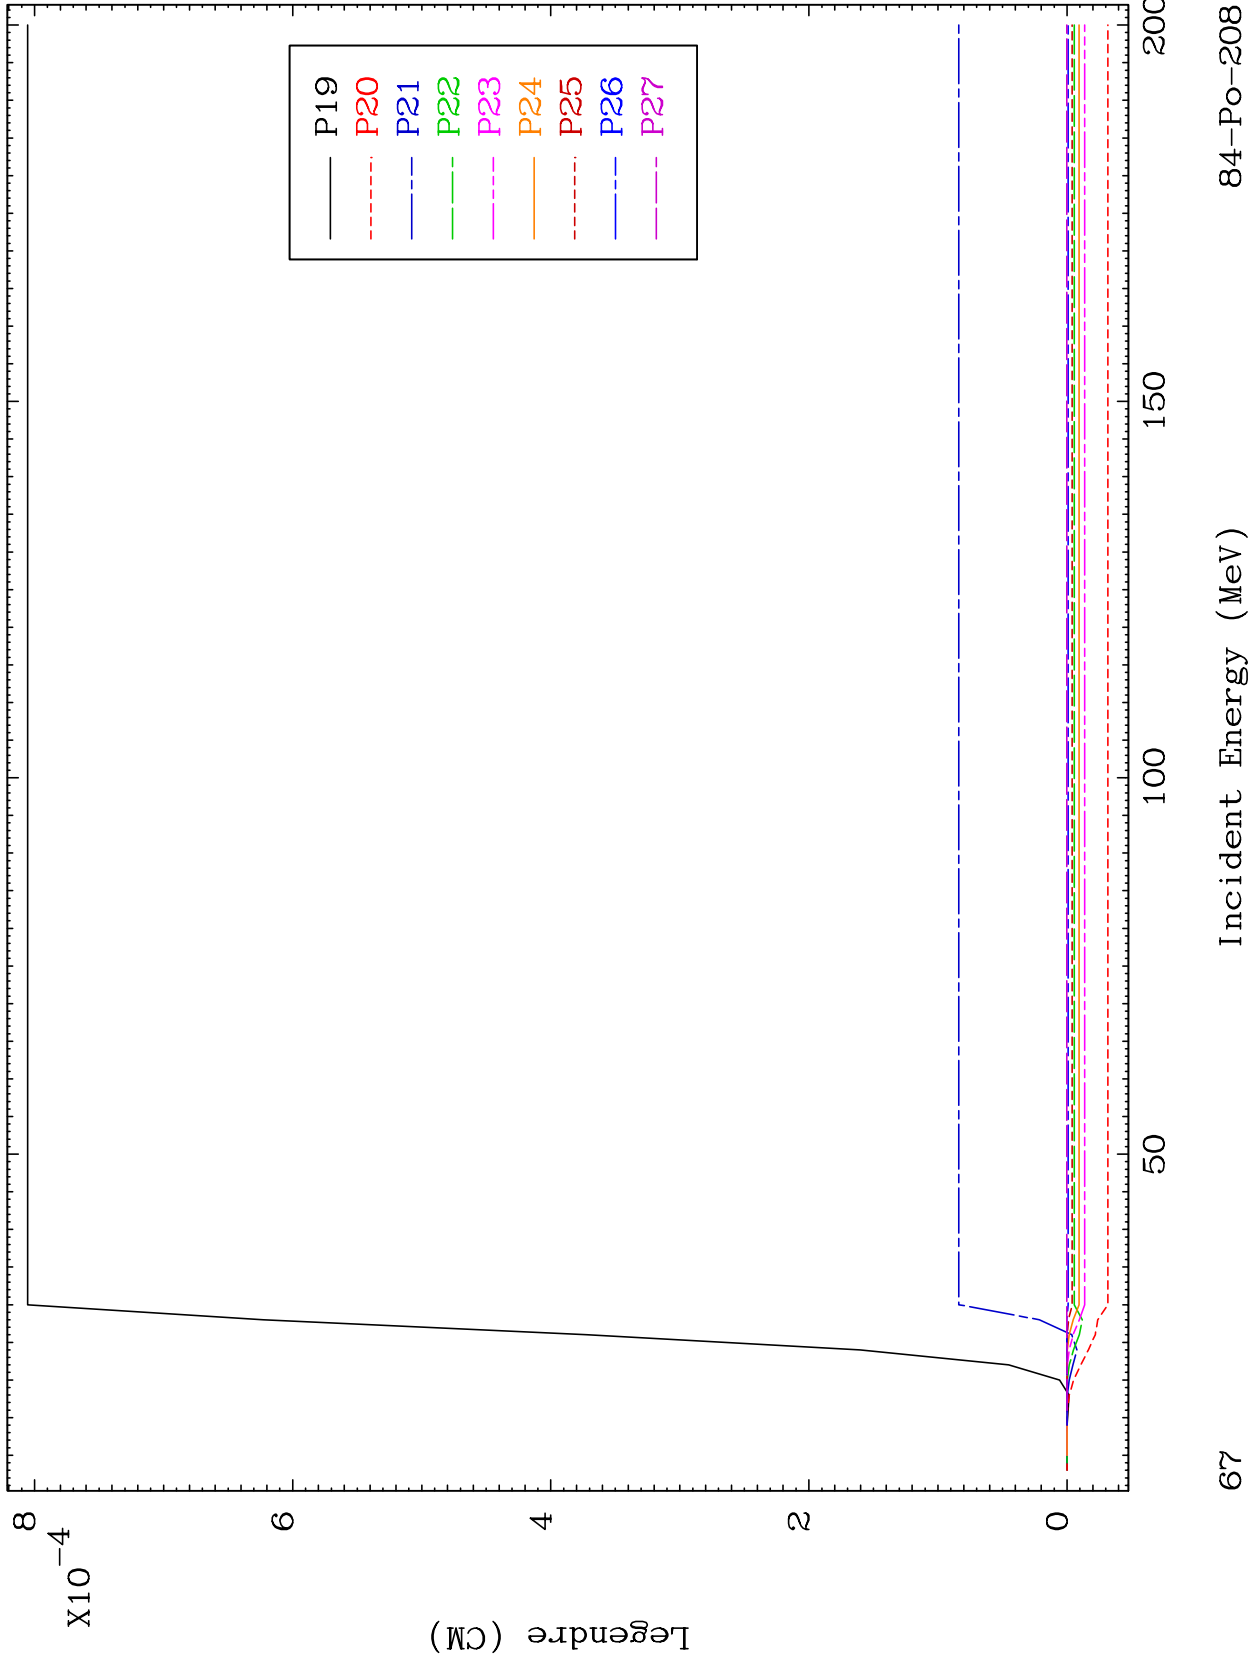 X10-4
8
6
4
2
0
Legendre (CM)
P19
P20
P21
P22
P23
P24
P25
P26
P27
50
100
150
200
Incident Energy (MeV)
67
84-Po-208